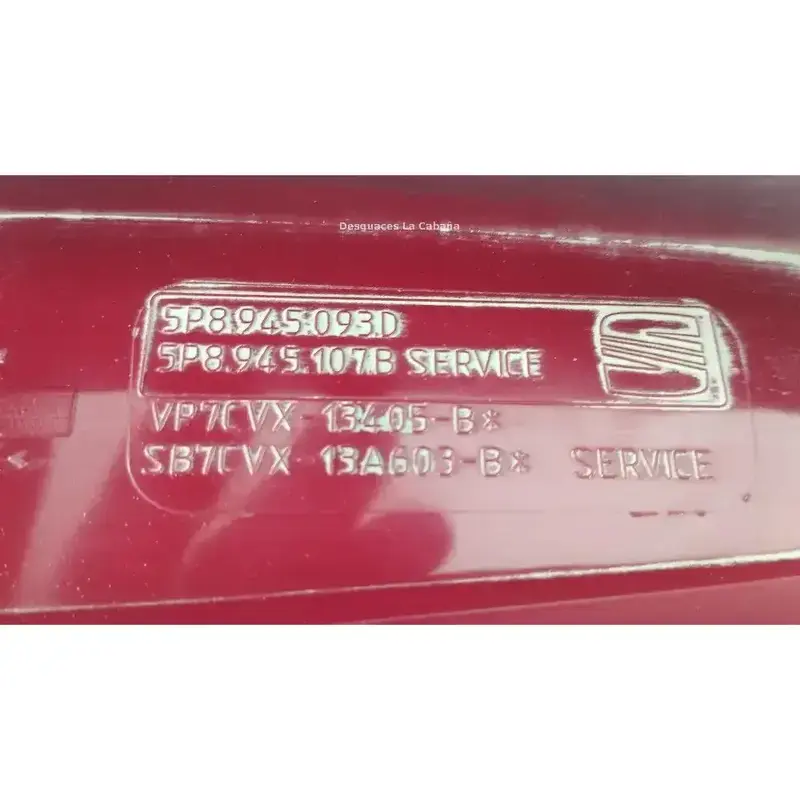 Desguaces La Cabaña
5P8.945.093.D
5P8.945.107.B SERVICE
VP7CVX-13405-B*
SB7CVX-13A603-B* SERVICE